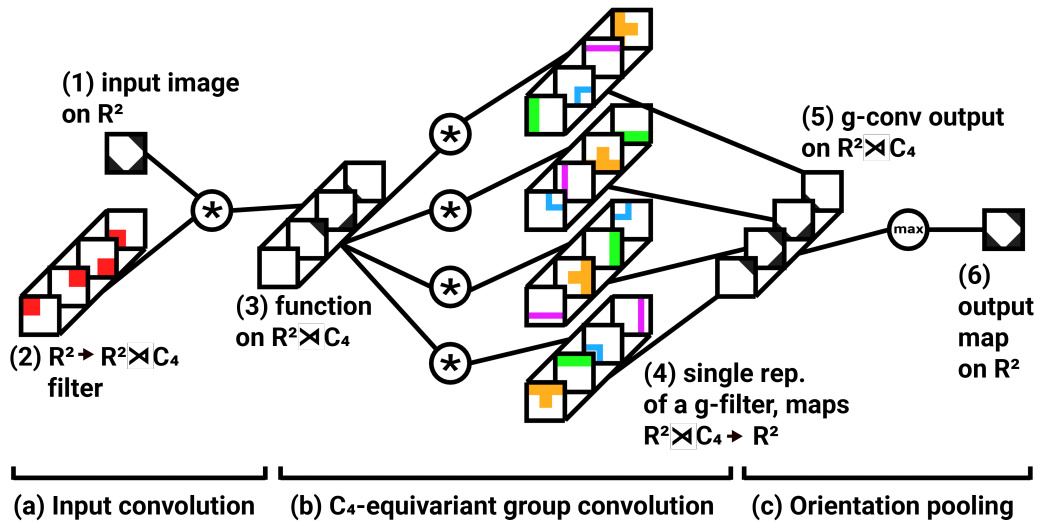 (1) input image
on R²
(2) R² → R²⋊C₄
filter
(3) function
on R²⋊C₄
*
*
*
*
*
(4) single rep.
of a g-filter, maps
R²⋊C₄ → R²
(5) g-conv output
on R²⋊C₄
max
(6)
output
map
on R²
(a) Input convolution
(b) C₄-equivariant group convolution
(c) Orientation pooling